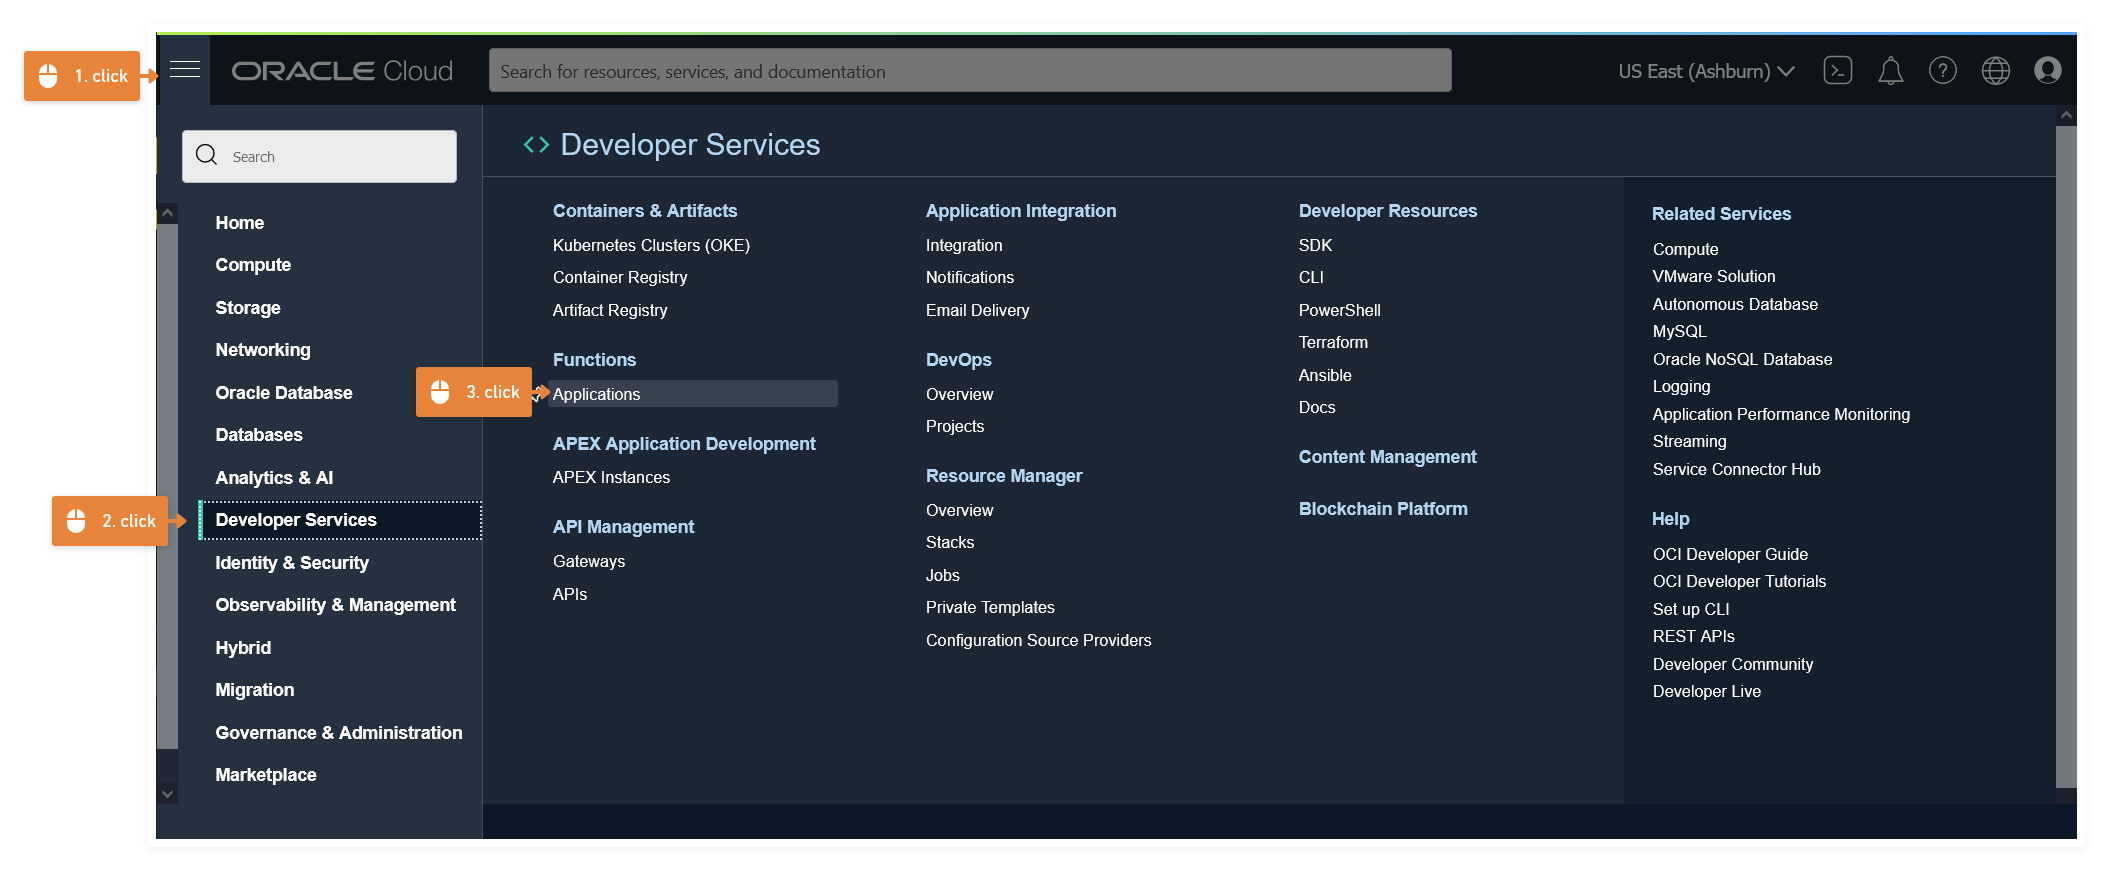 1. click
ORACLE Cloud
Search for resources, services, and documentation
US East (Ashburn)
Search
Home
Compute
Storage
Networking
Oracle Database
Databases
Analytics & AI
2. click
Developer Services
Identity & Security
Observability & Management
Hybrid
Migration
Governance & Administration
Marketplace
Developer Services
Containers & Artifacts
Kubernetes Clusters (OKE)
Container Registry
Artifact Registry
Functions
3. click
Applications
APEX Application Development
APEX Instances
API Management
Gateways
APIs
Application Integration
Integration
Notifications
Email Delivery
DevOps
Overview
Projects
Resource Manager
Overview
Stacks
Jobs
Private Templates
Configuration Source Providers
Developer Resources
SDK
CLI
PowerShell
Terraform
Ansible
Docs
Content Management
Blockchain Platform
Related Services
Compute
VMware Solution
Autonomous Database
MySQL
Oracle NoSQL Database
Logging
Application Performance Monitoring
Streaming
Service Connector Hub
Help
OCI Developer Guide
OCI Developer Tutorials
Set up CLI
REST APIs
Developer Community
Developer Live